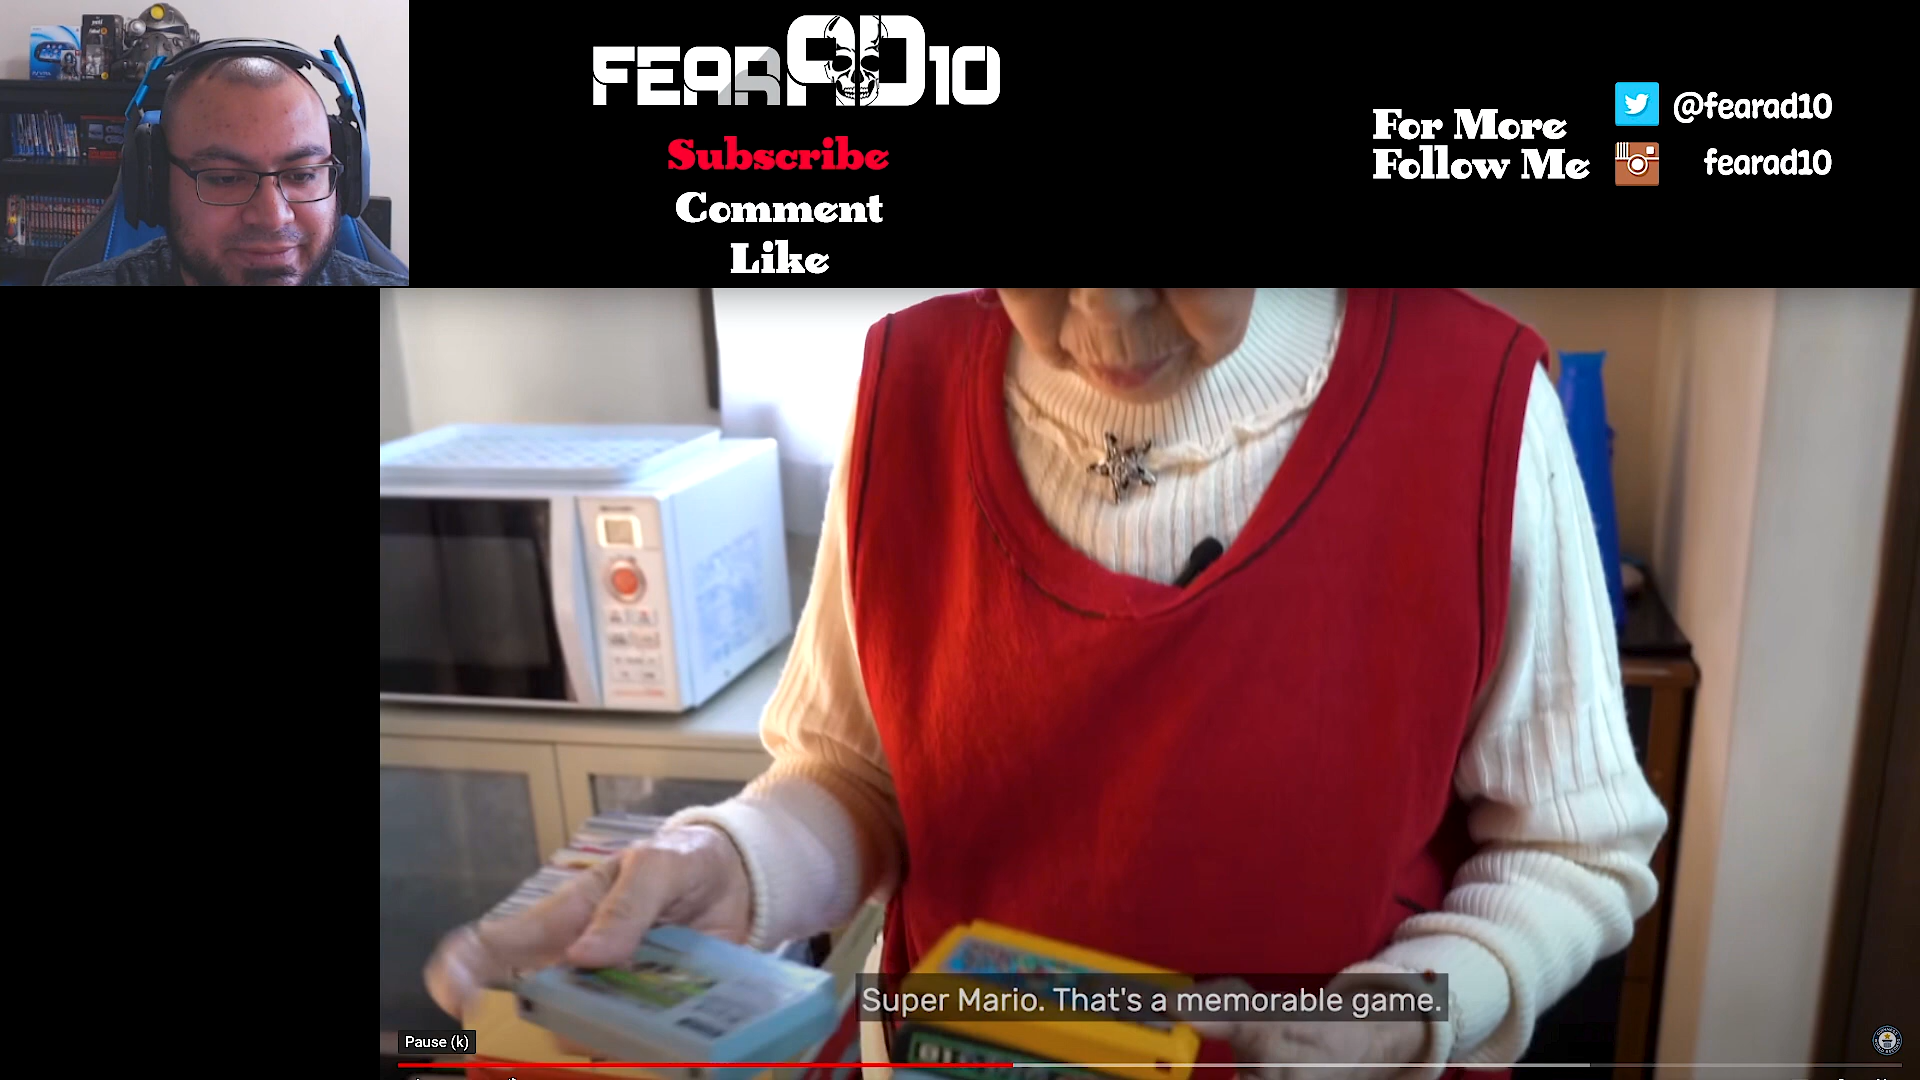 FEARAD10
Subscribe
Comment
Like
For More
Follow Me
@fearad10
fearad10
Super Mario. That's a memorable game.
Pause (k)